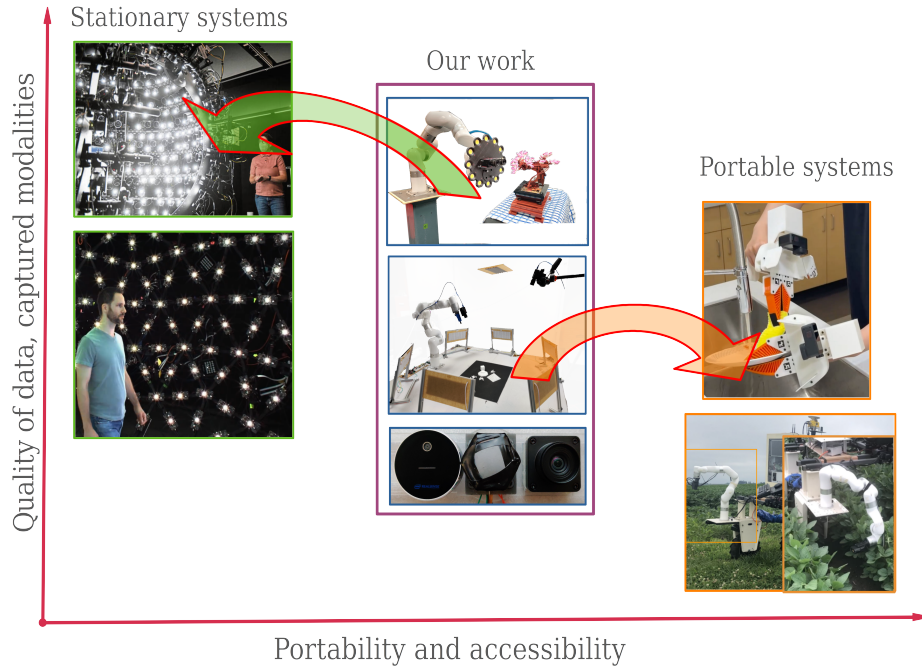 Stationary systems
Our work
Portable systems
Quality of data, captured modalities
Portability and accessibility